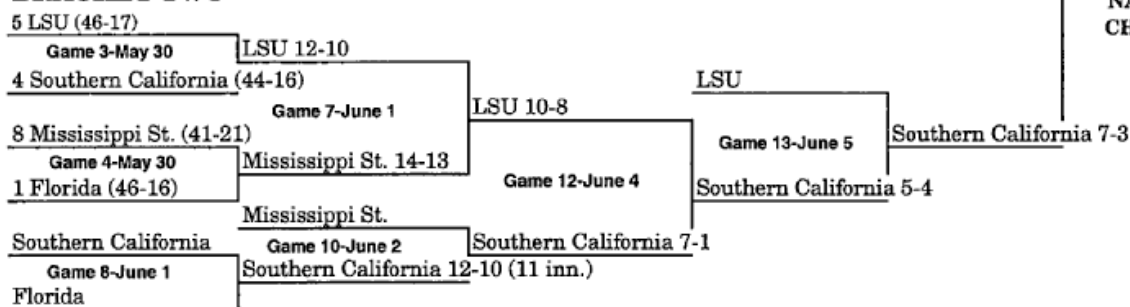 5 LSU (46-17)
Game 3-May 30
LSU 12-10
4 Southern California (44-16)
Game 7-June 1
LSU 10-8
8 Mississippi St. (41-21)
Game 4-May 30
Mississippi St. 14-13
1 Florida (46-16)
Game 12-June 4
LSU
Game 13-June 5
Southern California 7-3
Southern California 5-4
Mississippi St.
Game 10-June 2
Southern California 7-1
Southern California
Game 8-June 1
Southern California 12-10 (11 inn.)
Florida